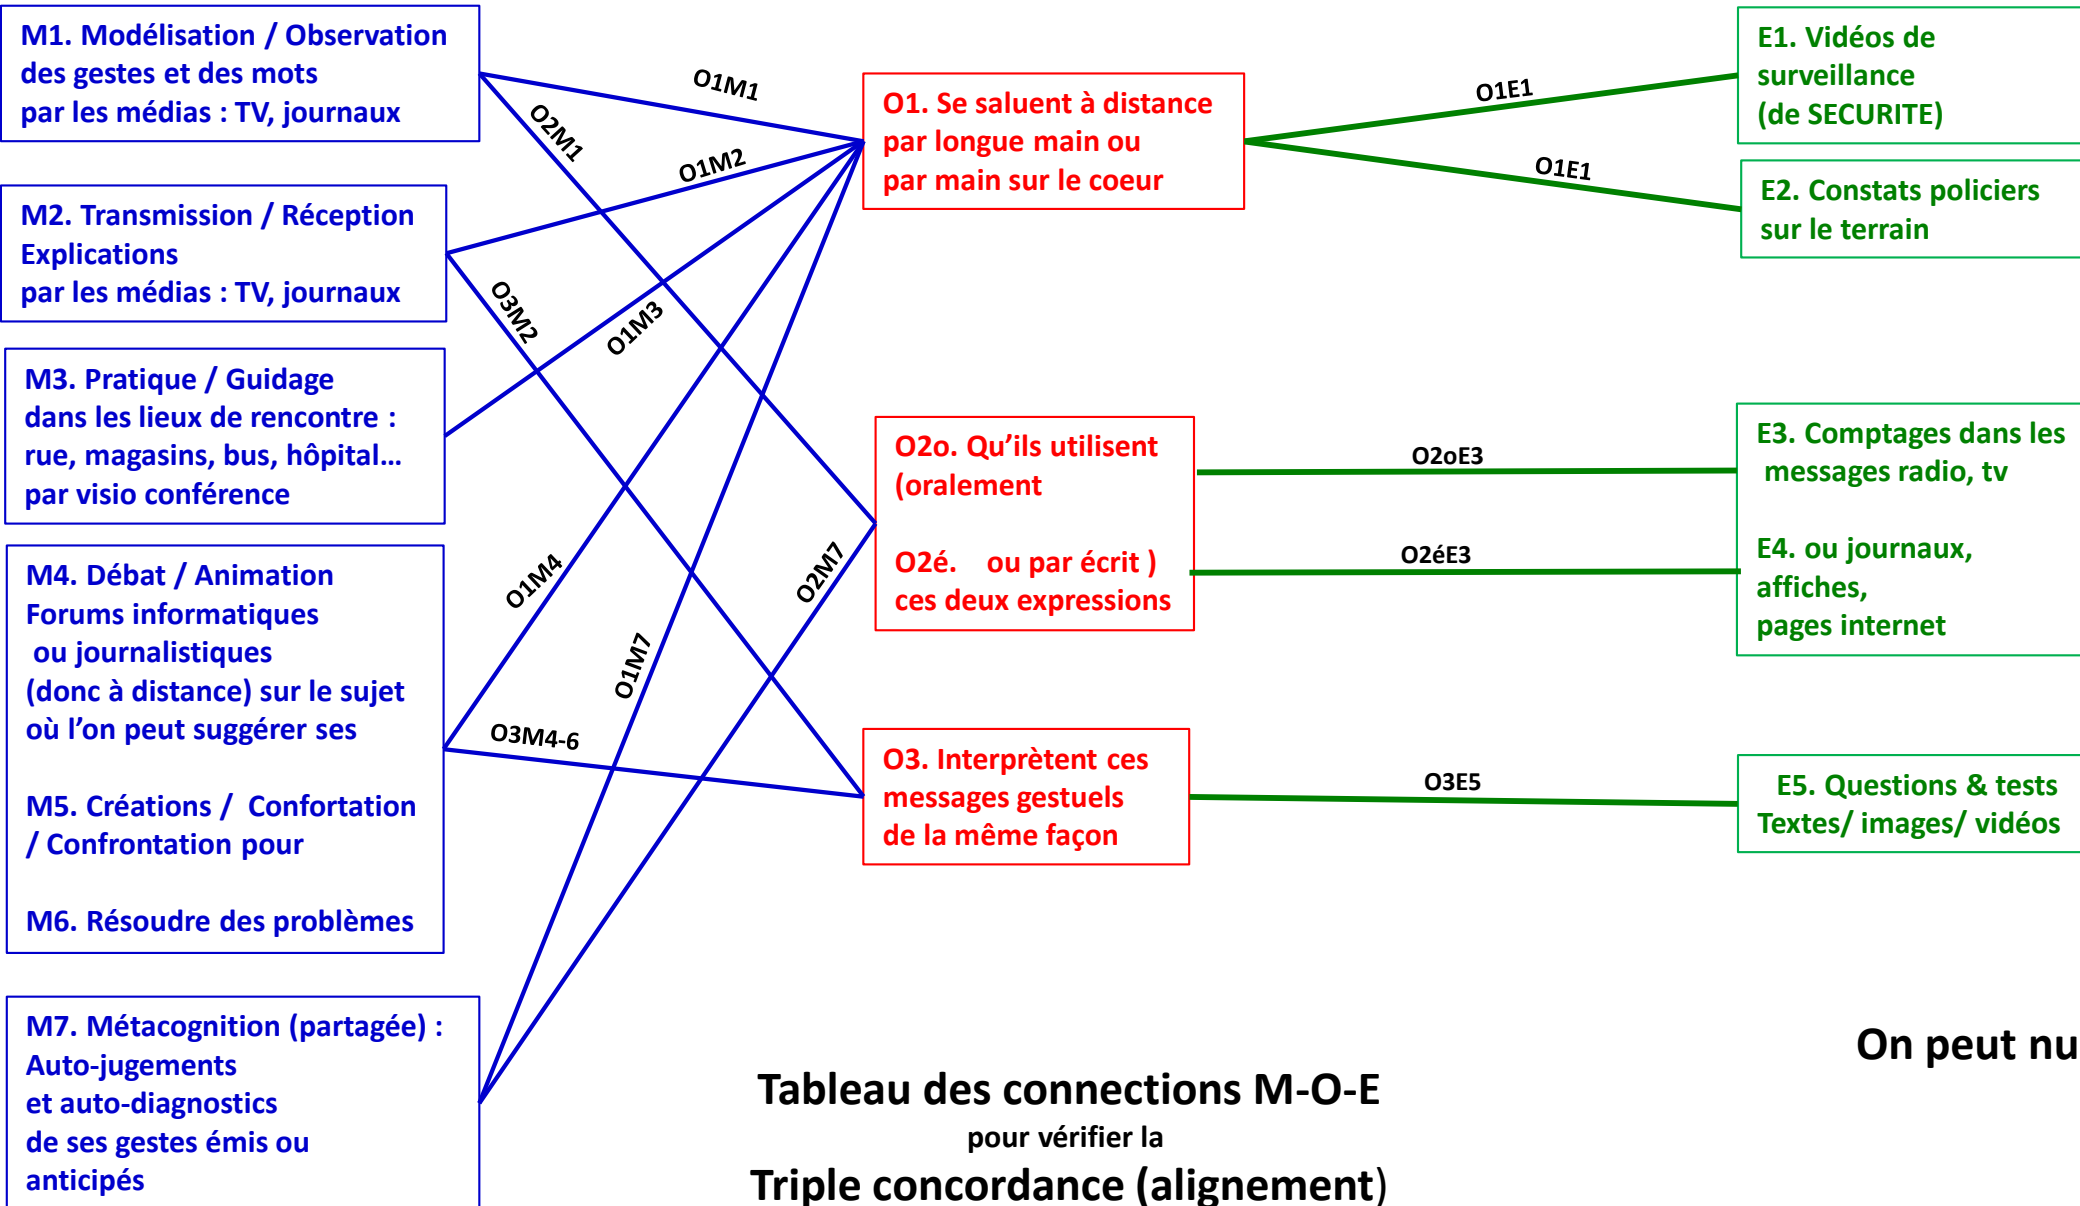 M1. Modélisation / Observation
des gestes et des mots
par les médias : TV, journaux
M2. Transmission / Réception
Explications
par les médias : TV, journaux
M3. Pratique / Guidage
dans les lieux de rencontre :
rue, magasins, bus, hôpital…
par visio conférence
M4. Débat / Animation
Forums informatiques
ou journalistiques
(donc à distance) sur le sujet
où l’on peut suggérer ses
M5. Créations / Confortation
/ Confrontation pour
M6. Résoudre des problèmes
M7. Métacognition (partagée) :
Auto-jugements
et auto-diagnostics
de ses gestes émis ou
anticipés
O1M1
O2M1
O1M2
O3M2
O1M3
O1M4
O2M7
O1M7
O3M4-6
O1. Se saluent à distance
par longue main ou
par main sur le coeur
O2o. Qu’ils utilisent
(oralement
O2é. ou par écrit )
ces deux expressions
O3. Interprètent ces
messages gestuels
de la même façon
O1E1
O1E1
O2oE3
O2éE3
O3E5
E1. Vidéos de
surveillance
(de SECURITE)
E2. Constats policiers
sur le terrain
E3. Comptages dans les
messages radio, tv
E4. ou journaux,
affiches,
pages internet
E5. Questions & tests
Textes/ images/ vidéos
On peut nu
Tableau des connections M-O-E
pour vérifier la
Triple concordance (alignement)